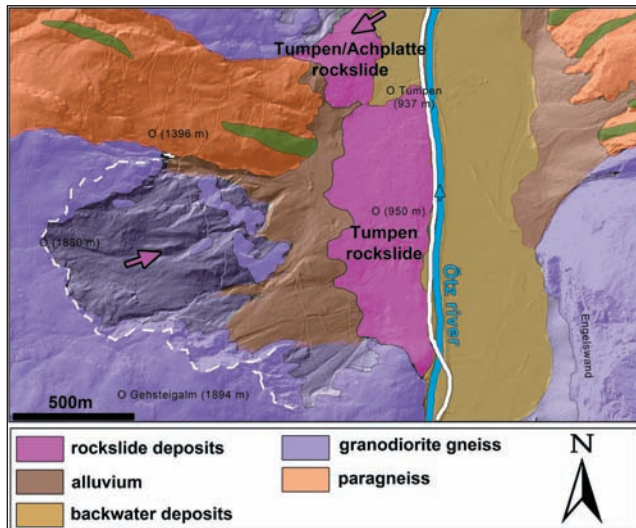 Tumpen/Achplatte
rockslide
O Tumpen
(937 m)
O (1396 m)
O (950 m)
Tumpen
rockslide
O (1880 m)
Ötz river
Engelswand
O Gehsteigalm (1894 m)
500m
rockslide deposits
alluvium
backwater deposits
granodiorite gneiss
paragneiss
N